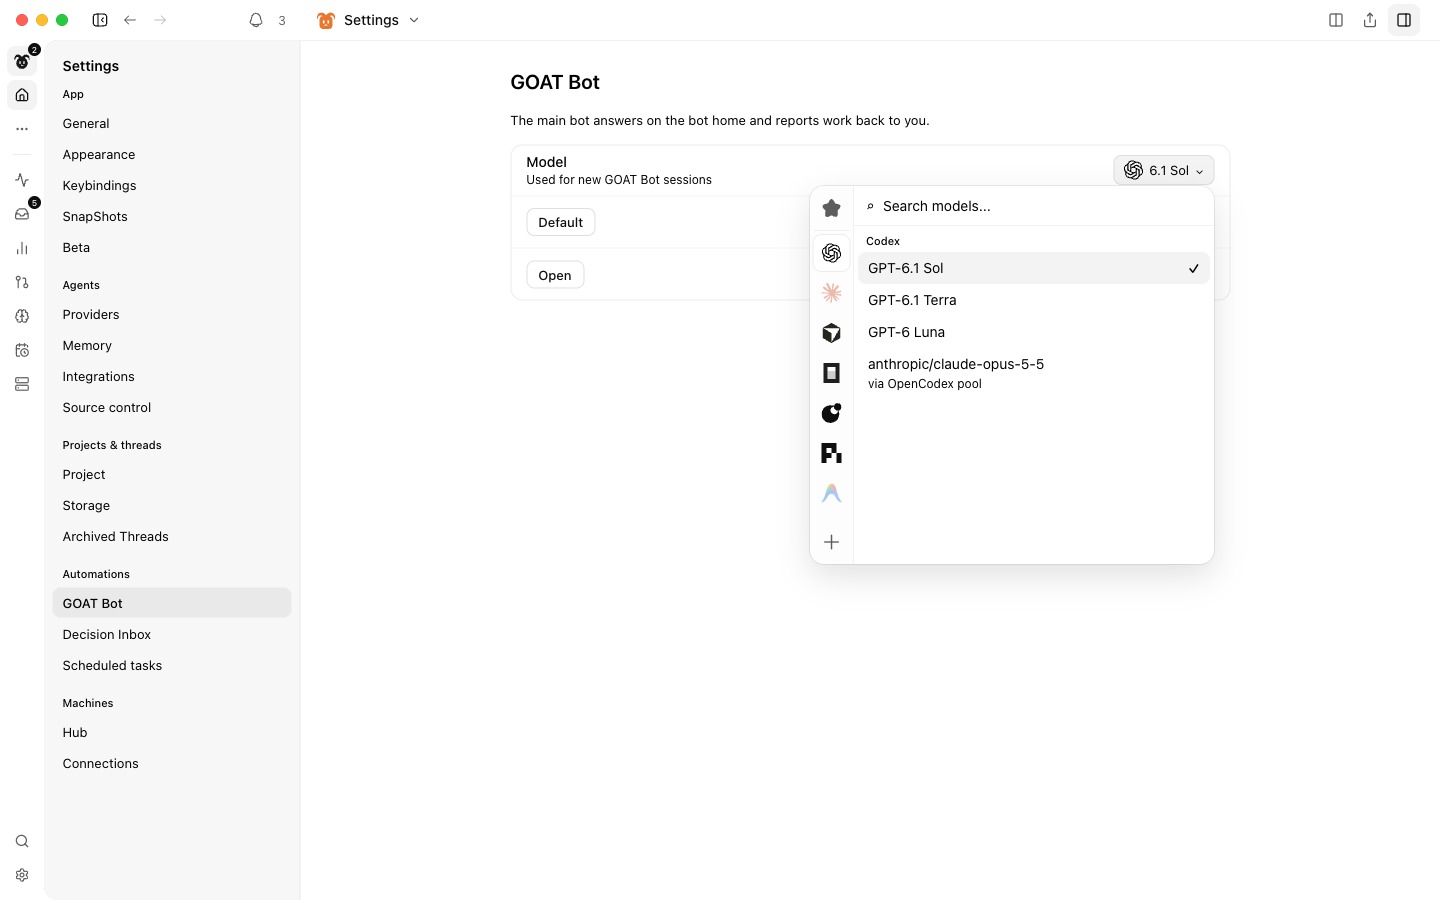 3
Settings
2
5
Settings
App
General
Appearance
Keybindings
SnapShots
Beta
Agents
Providers
Memory
Integrations
Source control
Projects & threads
Project
Storage
Archived Threads
Automations
GOAT Bot
Decision Inbox
Scheduled tasks
Machines
Hub
Connections
GOAT Bot
The main bot answers on the bot home and reports work back to you.
Model
Used for new GOAT Bot sessions
6.1 Sol
Default
Open
Search models...
Codex
GPT-6.1 Sol
GPT-6.1 Terra
GPT-6 Luna
anthropic/claude-opus-5-5
via OpenCodex pool